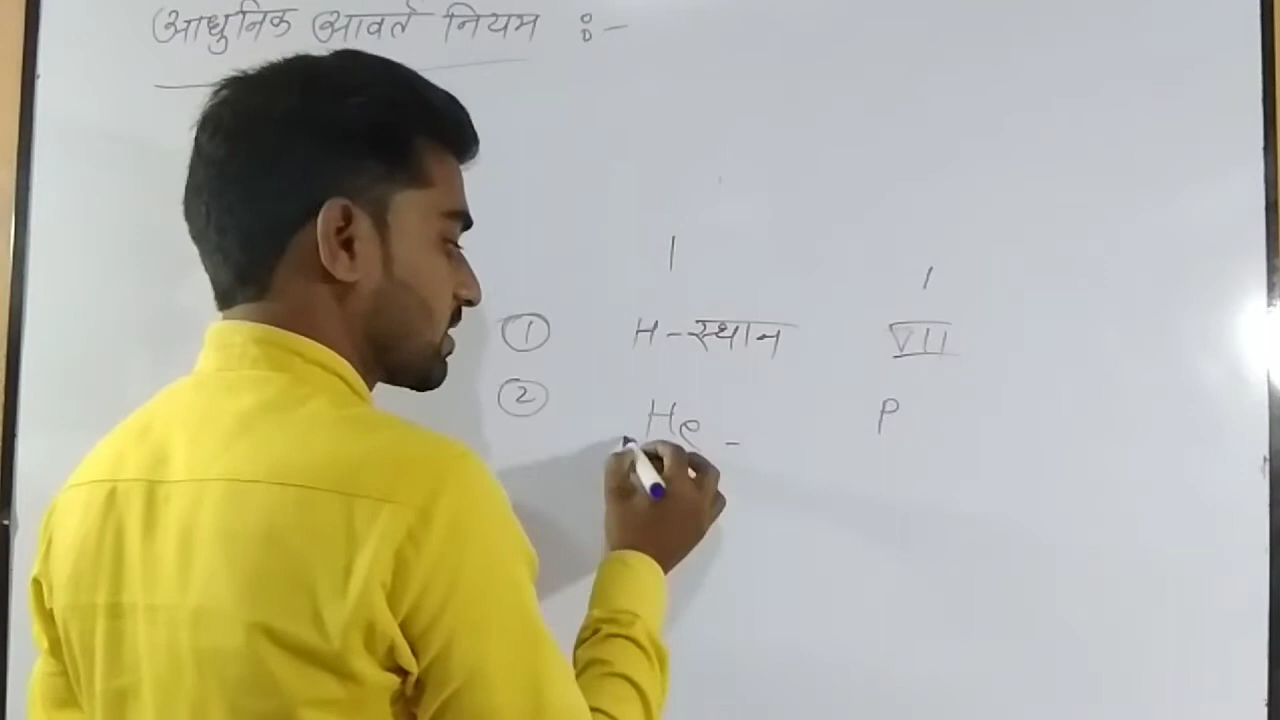 आधुनिक आवर्त नियम :-
| |
① H-स्थान VII
② He - P